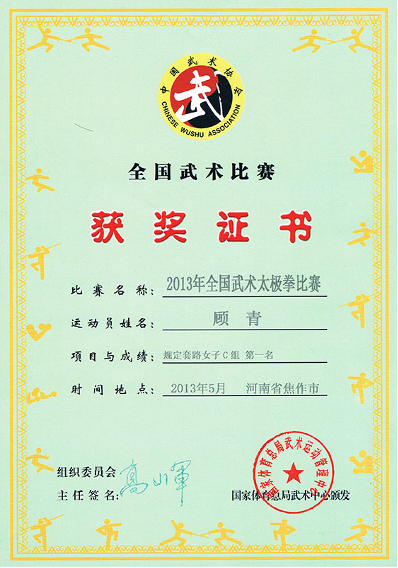 中国武术协会
武
CHINESE WUSHU ASSOCIATION
全国武术比赛
获奖证书
比赛名称：2013年全国武术太极拳比赛
运动员姓名：顾青
项目与成绩：规定套路女子C组 第一名
时间地点：2013年5月 河南省焦作市
组织委员会
主任签名：高小军
国家体育总局武术运动管理中心
国家体育总局武术中心颁发